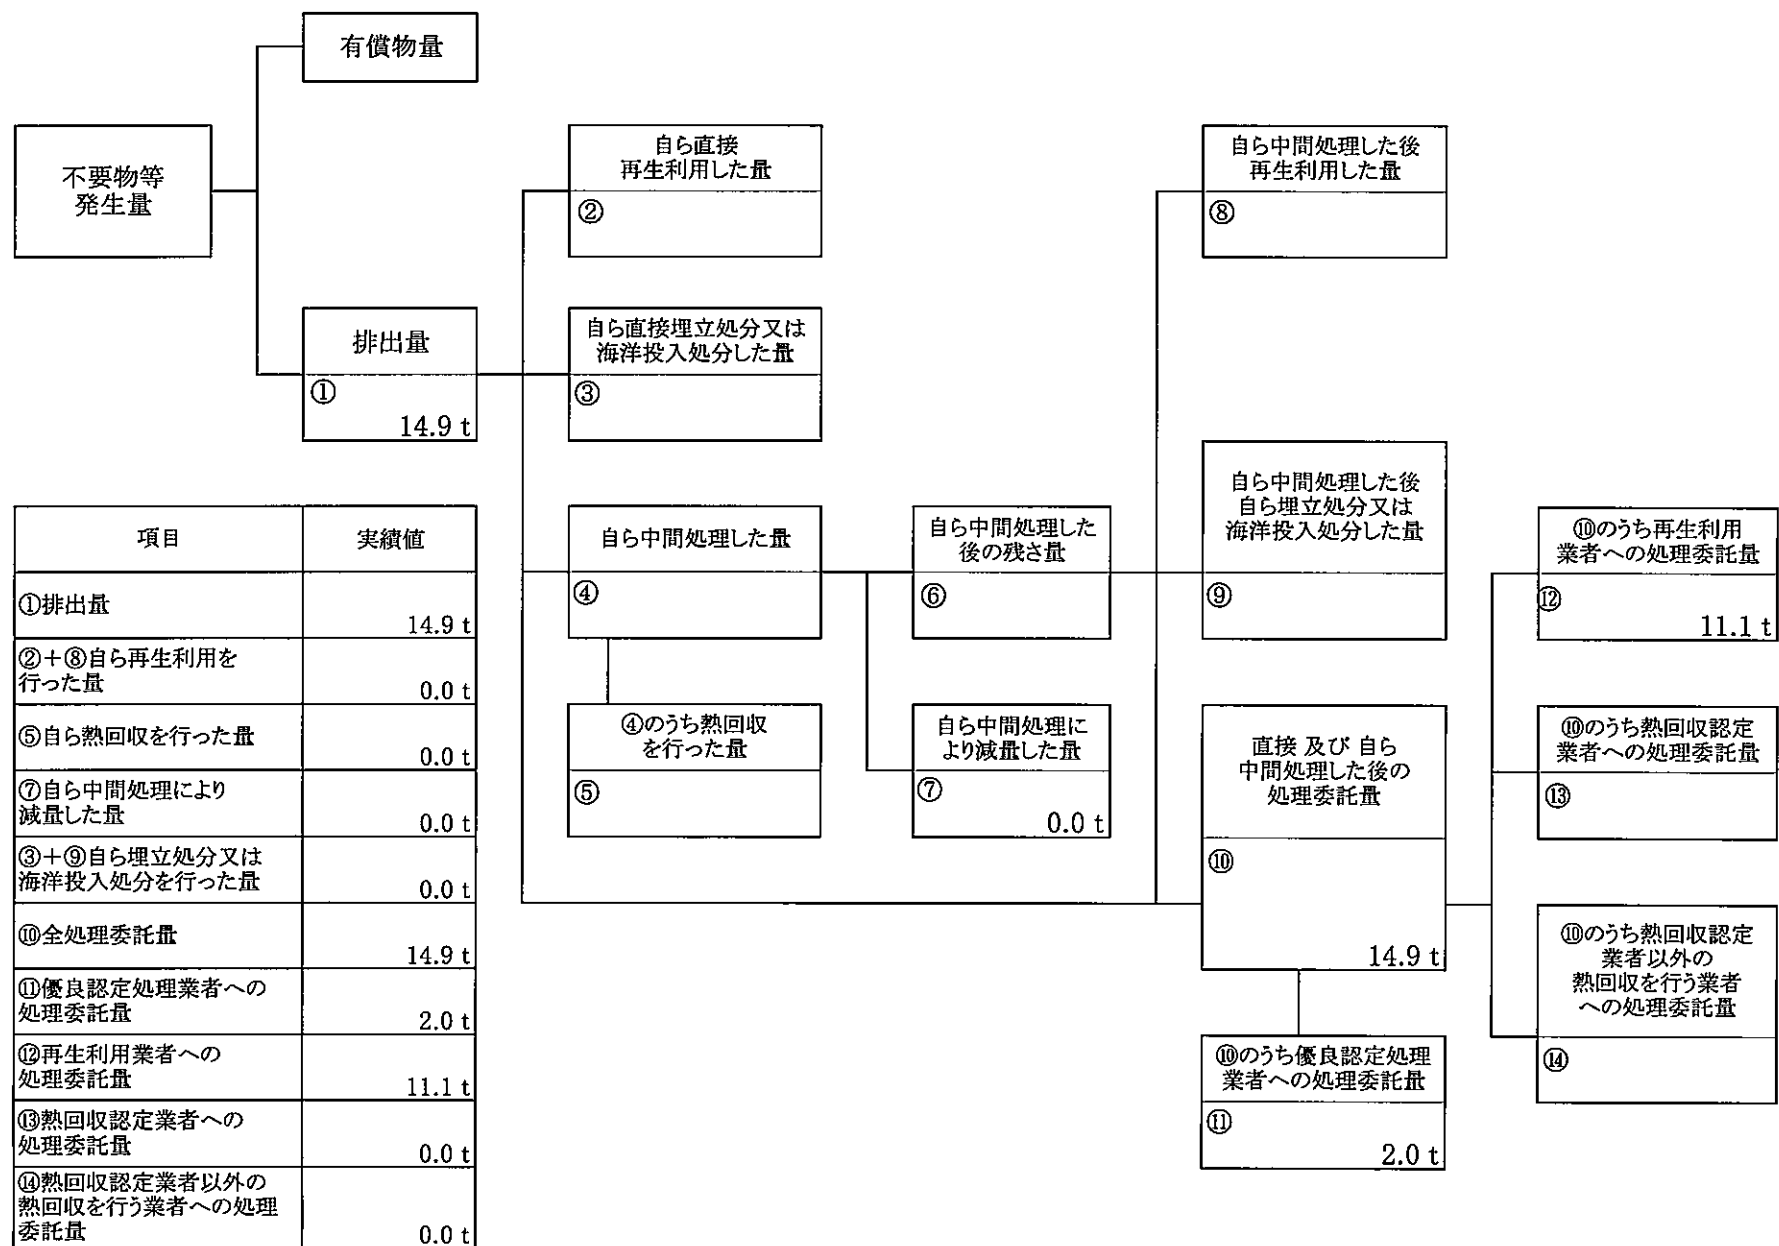 有償物量
不要物等
発生量
排出量
①
14.9 t
自ら直接
再生利用した量
②
自ら直接埋立処分又は
海洋投入処分した量
③
自ら中間処理した量
④
④のうち熱回収
を行った量
⑤
自ら中間処理した
後の残さ量
⑥
自ら中間処理に
より減量した量
⑦
0.0 t
自ら中間処理した後
再生利用した量
⑧
自ら中間処理した後
自ら埋立処分又は
海洋投入処分した量
⑨
直接 及び 自ら
中間処理した後の
処理委託量
⑩
14.9 t
⑩のうち優良認定処理
業者への処理委託量
⑪
2.0 t
⑩のうち再生利用
業者への処理委託量
⑫
11.1 t
⑩のうち熱回収認定
業者への処理委託量
⑬
⑩のうち熱回収認定
業者以外の
熱回収を行う業者
への処理委託量
⑭
項目 実績値
①排出量 14.9 t
②+⑧自ら再生利用を
行った量 0.0 t
⑤自ら熱回収を行った量 0.0 t
⑦自ら中間処理により
減量した量 0.0 t
③+⑨自ら埋立処分又は
海洋投入処分を行った量 0.0 t
⑩全処理委託量 14.9 t
⑪優良認定処理業者への
処理委託量 2.0 t
⑫再生利用業者への
処理委託量 11.1 t
⑬熱回収認定業者への
処理委託量 0.0 t
⑭熱回収認定業者以外の
熱回収を行う業者への処理
委託量 0.0 t